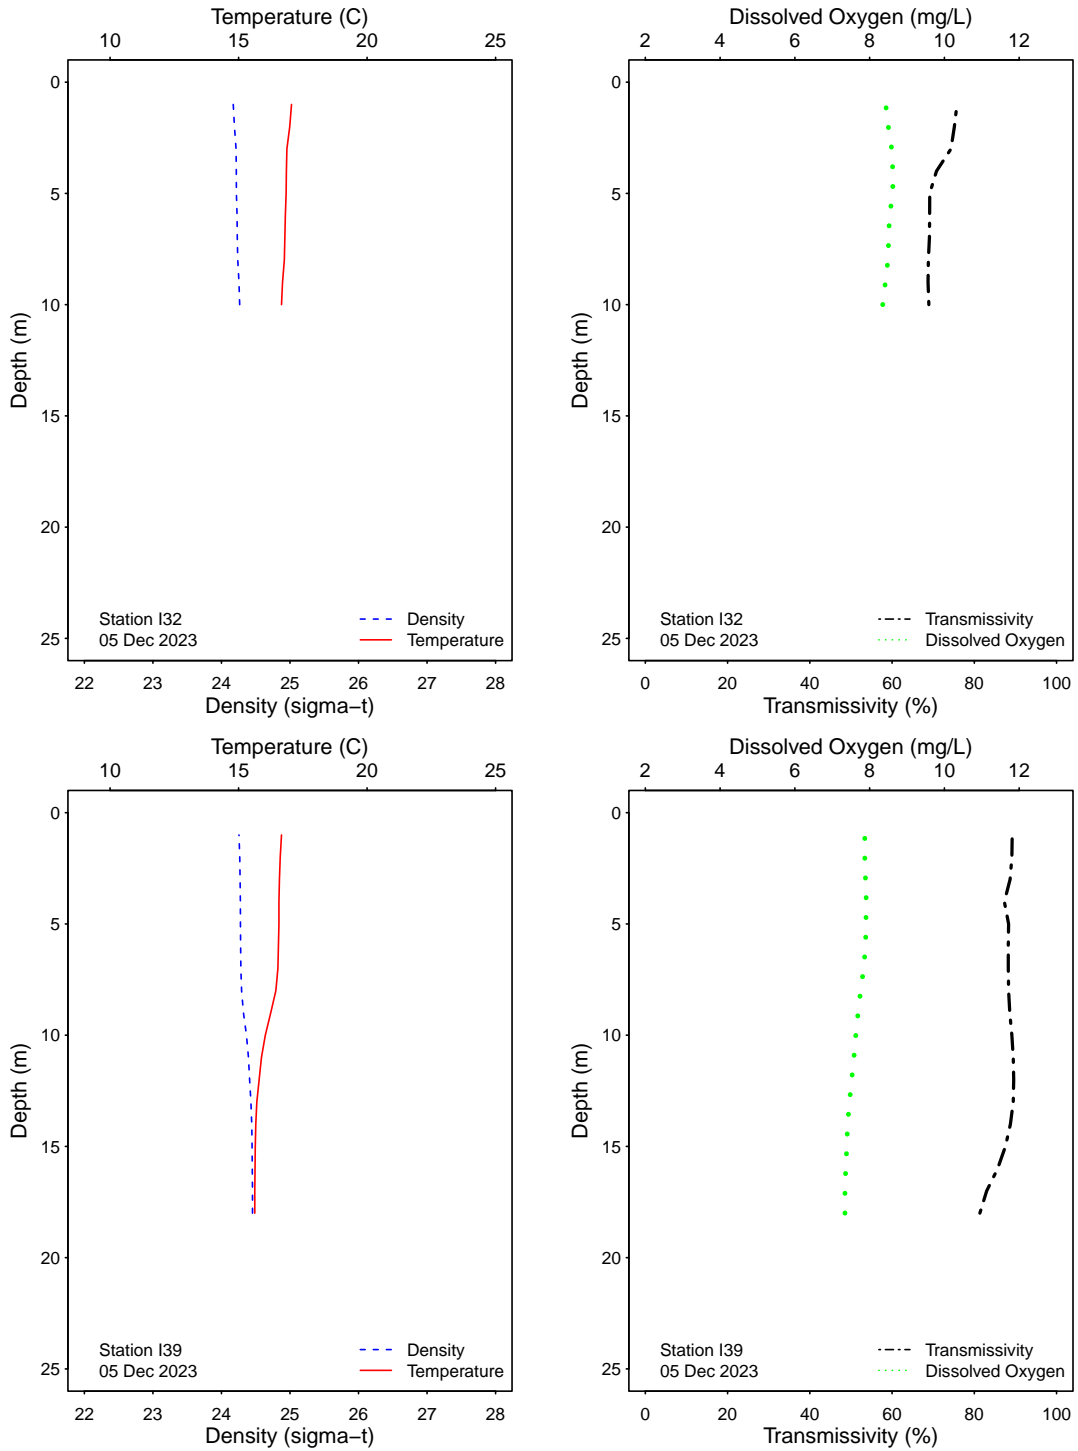 Temperature (C)
10 15 20 25
0
5
10
15
20
25
Depth (m)
Station I32
05 Dec 2023
Density
Temperature
22 23 24 25 26 27 28
Density (sigma−t)
Dissolved Oxygen (mg/L)
2 4 6 8 10 12
0
5
10
15
20
25
Depth (m)
Station I32
05 Dec 2023
Transmissivity
Dissolved Oxygen
0 20 40 60 80 100
Transmissivity (%)
Temperature (C)
10 15 20 25
0
5
10
15
20
25
Depth (m)
Station I39
05 Dec 2023
Density
Temperature
22 23 24 25 26 27 28
Density (sigma−t)
Dissolved Oxygen (mg/L)
2 4 6 8 10 12
0
5
10
15
20
25
Depth (m)
Station I39
05 Dec 2023
Transmissivity
Dissolved Oxygen
0 20 40 60 80 100
Transmissivity (%)